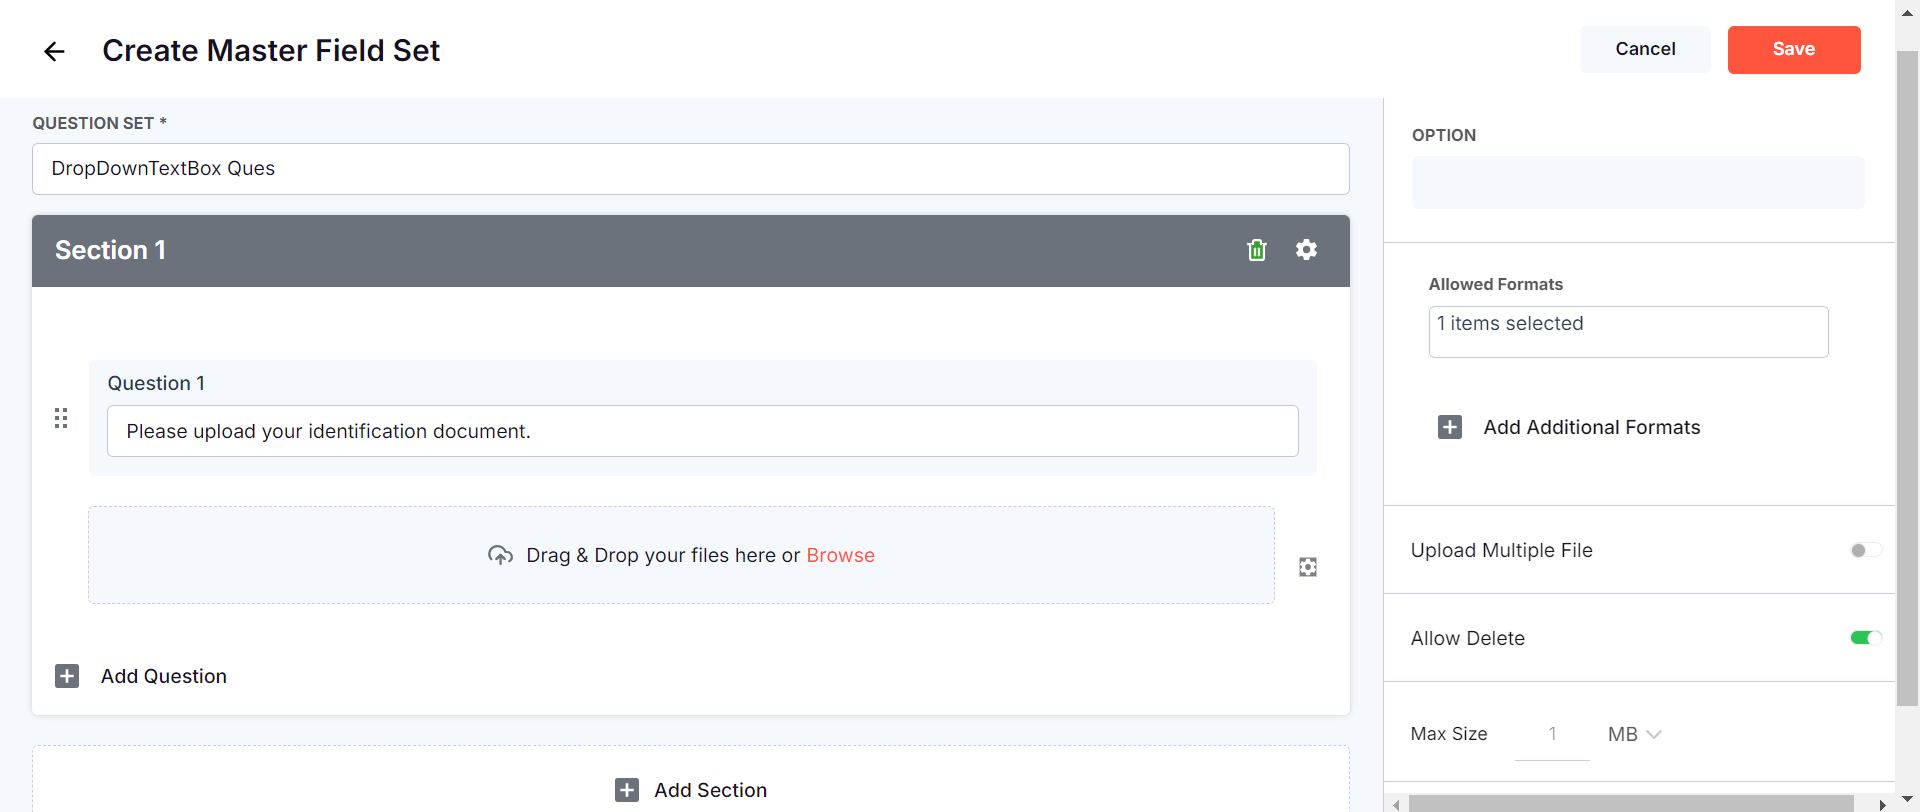 Create Master Field Set
Cancel
Save
QUESTION SET *
DropDownTextBox Ques
Section 1
Question 1
Please upload your identification document.
Drag & Drop your files here or Browse
Add Question
Add Section
OPTION
Allowed Formats
1 items selected
Add Additional Formats
Upload Multiple File
Allow Delete
Max Size 1 MB